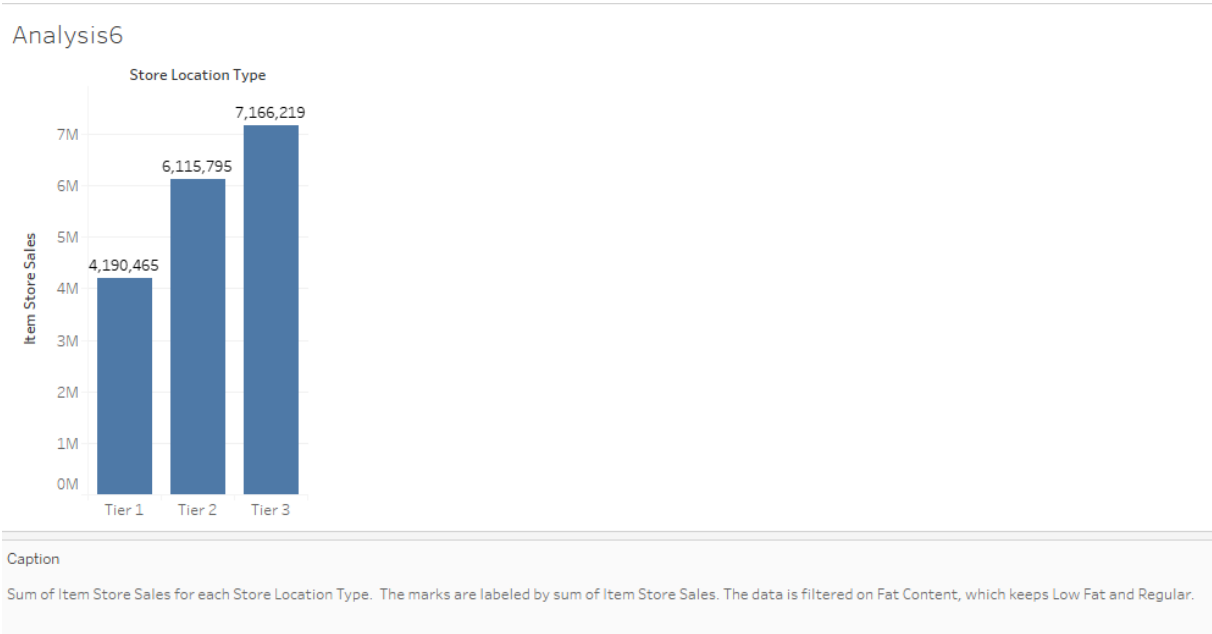 Analysis6
Store Location Type
7,166,219
7M
6,115,795
6M
5M
4,190,465
4M
3M
2M
1M
0M
Item Store Sales
Tier 1 Tier 2 Tier 3
Caption
Sum of Item Store Sales for each Store Location Type. The marks are labeled by sum of Item Store Sales. The data is filtered on Fat Content, which keeps Low Fat and Regular.